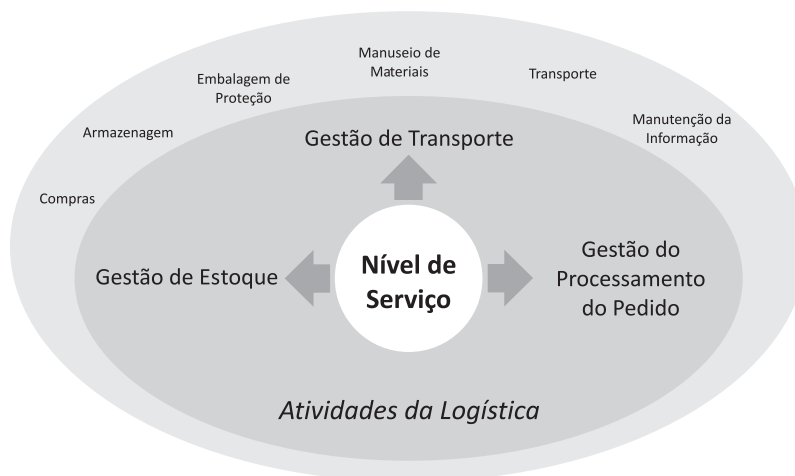 Manuseio de
Materiais
Embalagem de
Proteção
Transporte
Manutenção da
Informação
Armazenagem
Compras
Gestão de Transporte
Gestão de Estoque
Nível de
Serviço
Gestão do
Processamento
do Pedido
Atividades da Logística